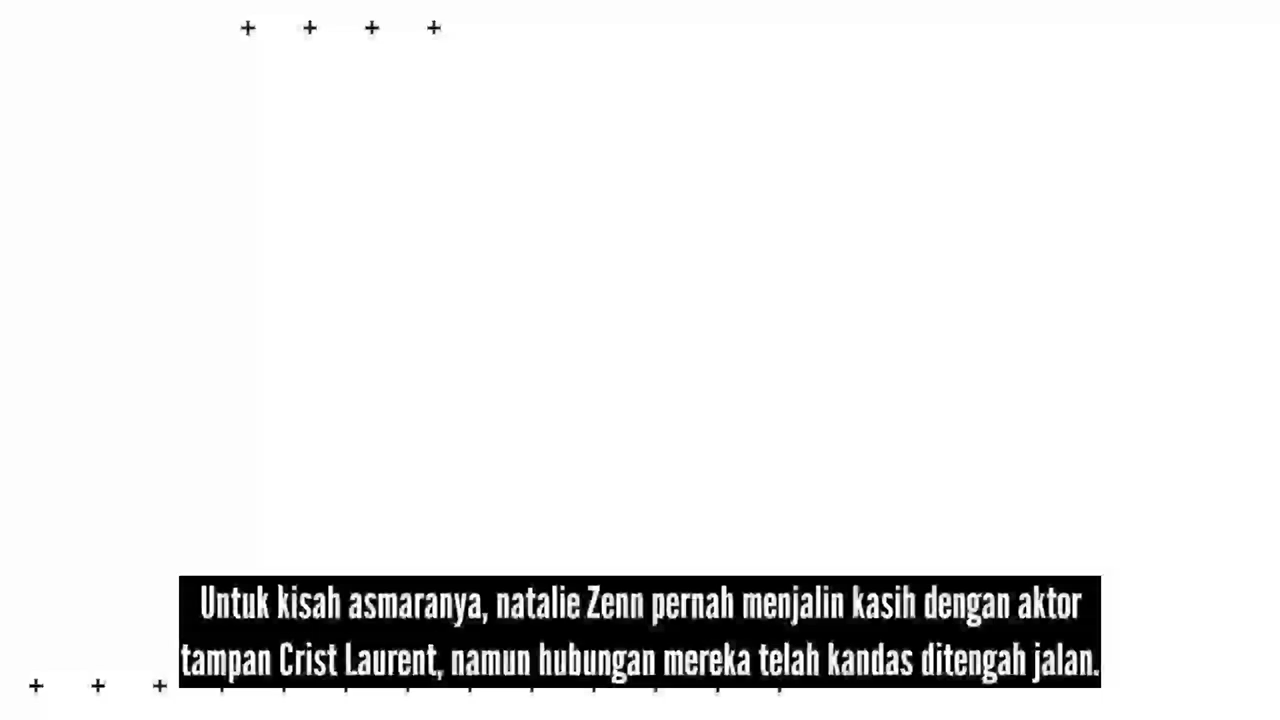 Untuk kisah asmaranya, natalie Zenn pernah menjalin kasih dengan aktor
tampan Crist Laurent, namun hubungan mereka telah kandas ditengah jalan.